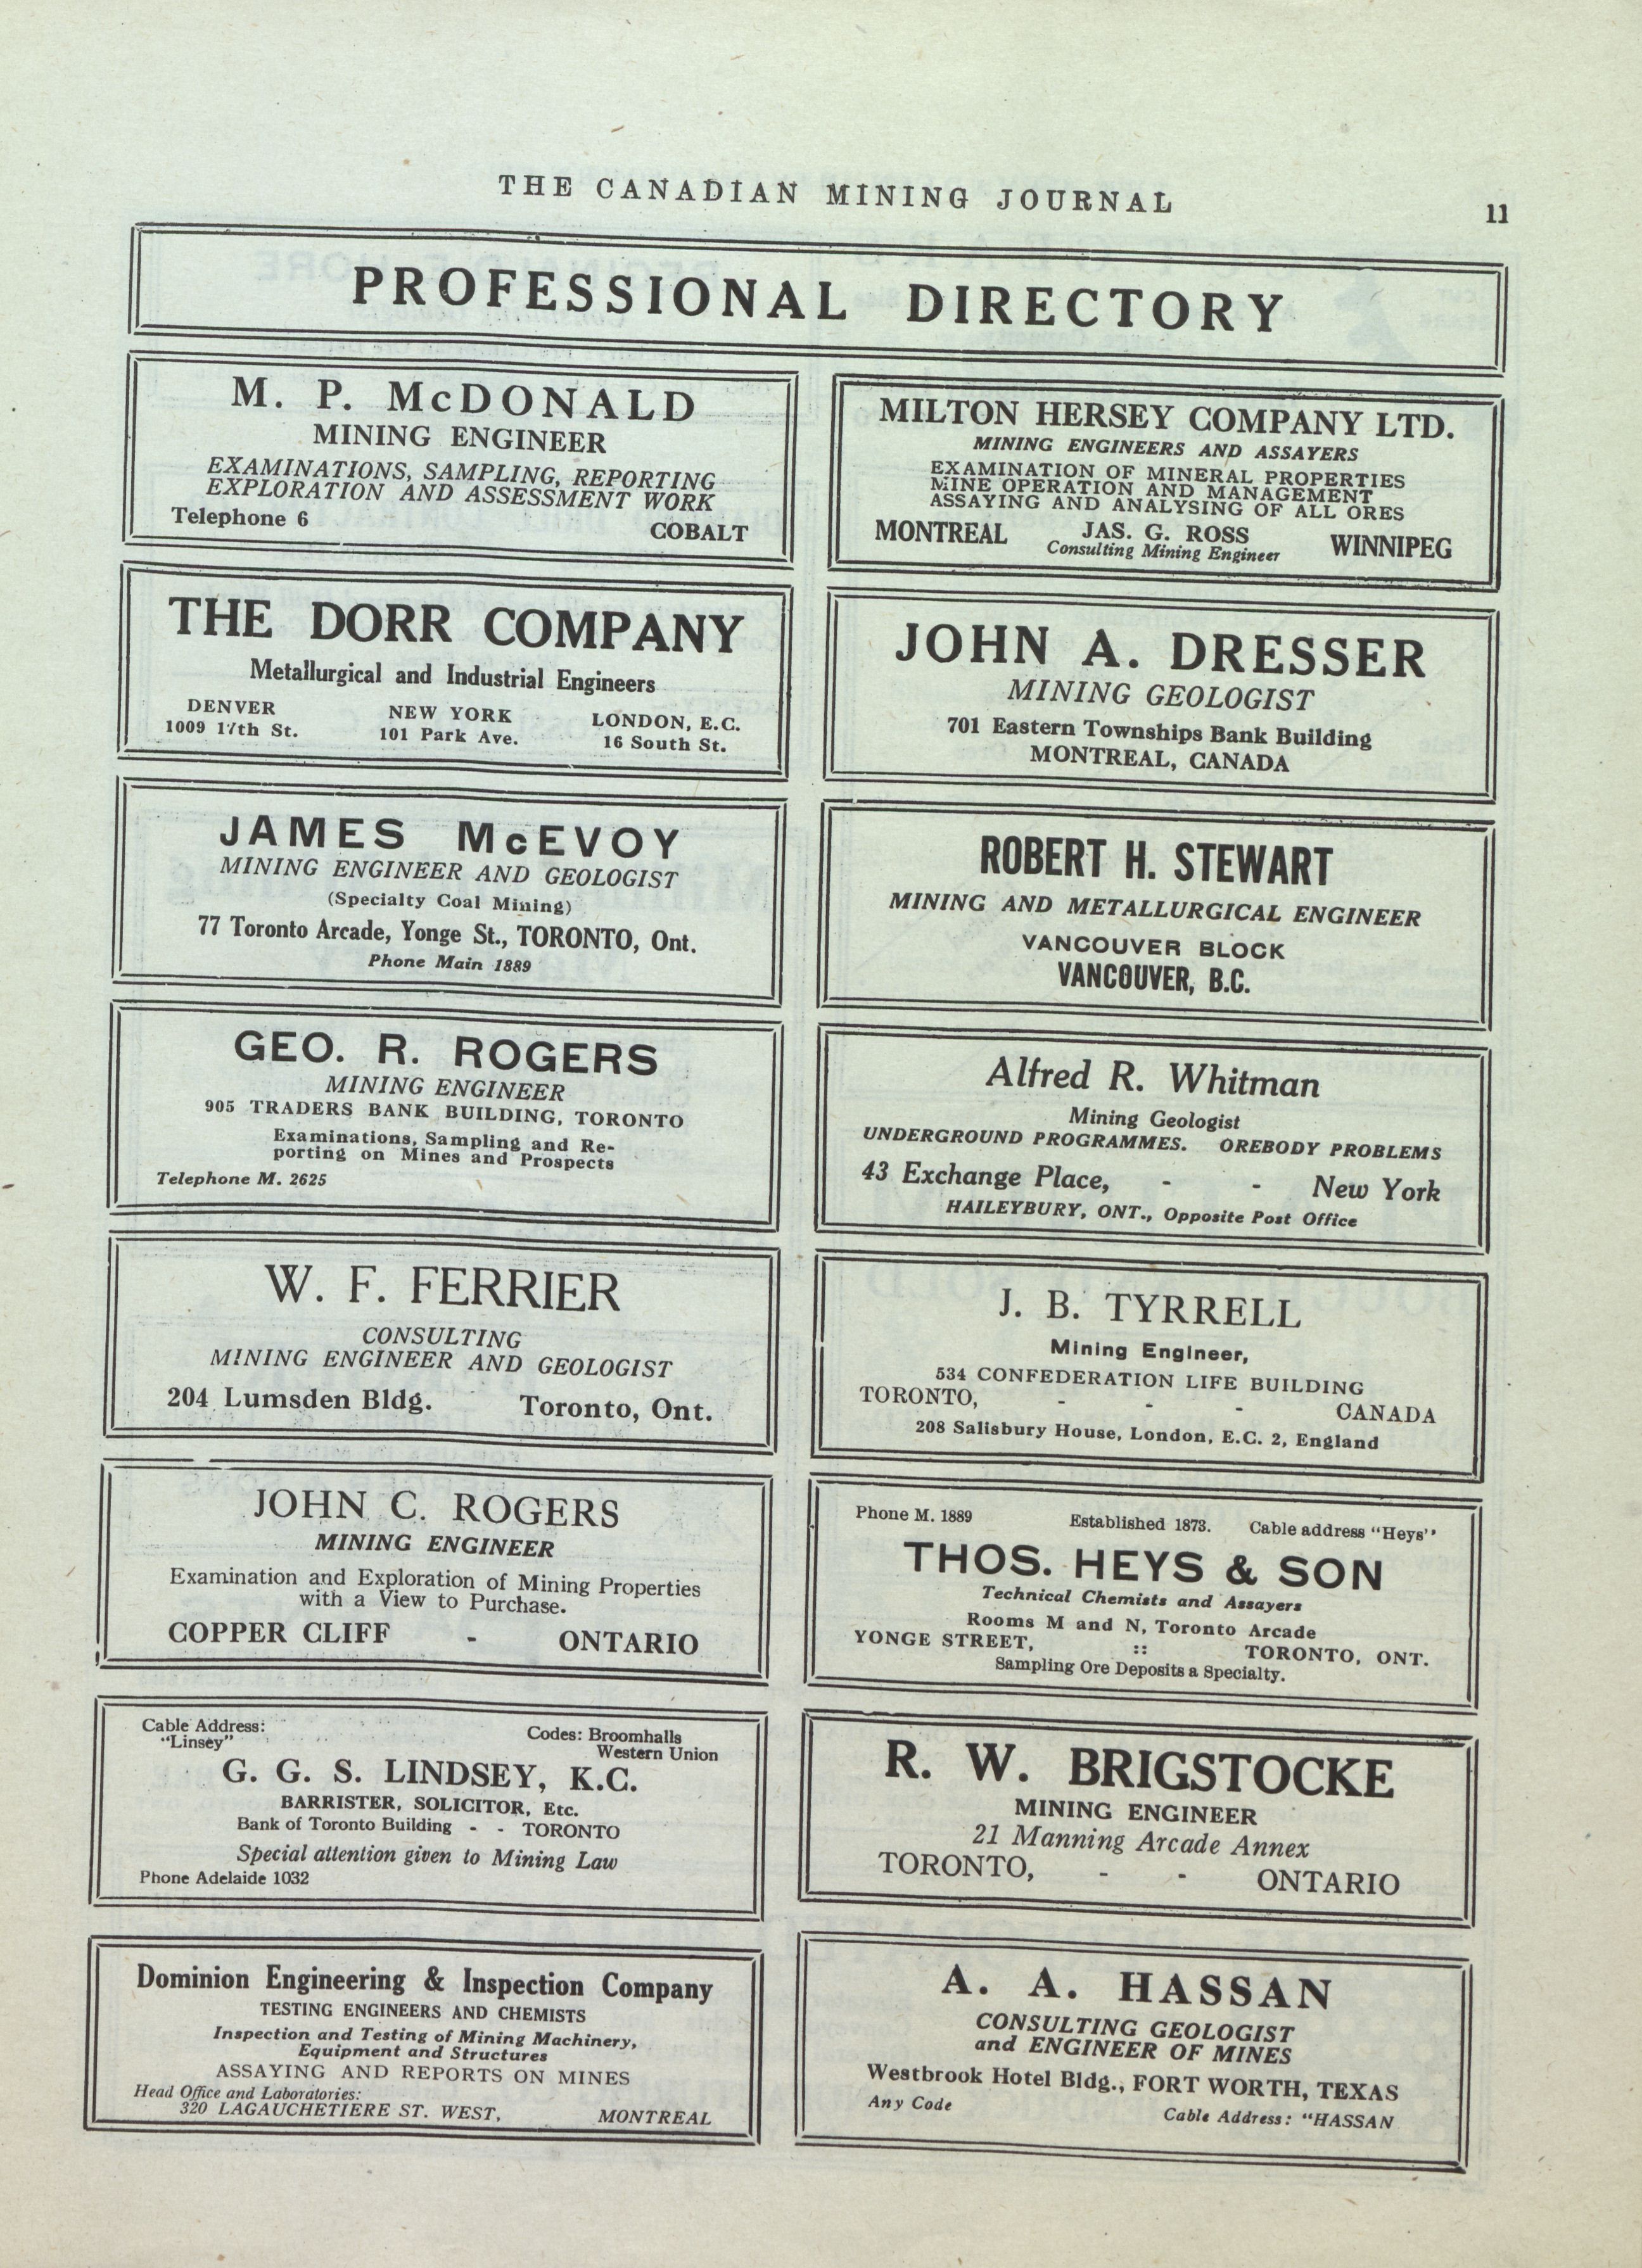 THE CANADIAN MINING JOURNAL 11
PROFESSIONAL DIRECTORY
M. P. McDONALD
MINING ENGINEER
EXAMINATIONS, SAMPLING, REPORTING
EXPLORATION AND ASSESSMENT WORK
Telephone 6
COBALT
MILTON HERSEY COMPANY LTD.
MINING ENGINEERS AND ASSAYERS
EXAMINATION OF MINERAL PROPERTIES
MINE OPERATION AND MANAGEMENT
ASSAYING AND ANALYSING OF ALL ORES
MONTREAL JAS. G. ROSS WINNIPEG
Consulting Mining Engineer
THE DORR COMPANY
Metallurgical and Industrial Engineers
DENVER NEW YORK LONDON, E.C.
1009 17th St. 101 Park Ave. 16 South St.
JOHN A. DRESSER
MINING GEOLOGIST
701 Eastern Townships Bank Building
MONTREAL, CANADA
JAMES McEVOY
MINING ENGINEER AND GEOLOGIST
(Specialty Coal Mining)
77 Toronto Arcade, Yonge St., TORONTO, Ont.
Phone Main 1889
ROBERT H. STEWART
MINING AND METALLURGICAL ENGINEER
VANCOUVER BLOCK
VANCOUVER, B.C.
GEO. R. ROGERS
MINING ENGINEER
905 TRADERS BANK BUILDING, TORONTO
Examinations, Sampling and Re-
porting on Mines and Prospects
Telephone M. 2625
Alfred R. Whitman
Mining Geologist
UNDERGROUND PROGRAMMES. OREBODY PROBLEMS
43 Exchange Place, - - New York
HAILEYBURY, ONT., Opposite Post Office
W. F. FERRIER
CONSULTING
MINING ENGINEER AND GEOLOGIST
204 Lumsden Bldg. Toronto, Ont.
J. B. TYRRELL
Mining Engineer,
534 CONFEDERATION LIFE BUILDING
TORONTO, - - - CANADA
208 Salisbury House, London, E.C. 2, England
JOHN C. ROGERS
MINING ENGINEER
Examination and Exploration of Mining Properties
with a View to Purchase.
COPPER CLIFF - ONTARIO
Phone M. 1889 Established 1873. Cable address "Heys"
THOS. HEYS & SON
Technical Chemists and Assayers
Rooms M and N, Toronto Arcade
YONGE STREET, :: TORONTO, ONT.
Sampling Ore Deposits a Specialty.
Cable Address: Codes: Broomhalls
"Linsey" Western Union
G. G. S. LINDSEY, K.C.
BARRISTER, SOLICITOR, Etc.
Bank of Toronto Building - - TORONTO
Special attention given to Mining Law
Phone Adelaide 1032
R. W. BRIGSTOCKE
MINING ENGINEER
21 Manning Arcade Annex
TORONTO, - - ONTARIO
Dominion Engineering & Inspection Company
TESTING ENGINEERS AND CHEMISTS
Inspection and Testing of Mining Machinery,
Equipment and Structures
ASSAYING AND REPORTS ON MINES
Head Office and Laboratories:
320 LAGAUCHETIERE ST. WEST, MONTREAL
A. A. HASSAN
CONSULTING GEOLOGIST
and ENGINEER OF MINES
Westbrook Hotel Bldg., FORT WORTH, TEXAS
Any Code Cable Address: "HASSAN